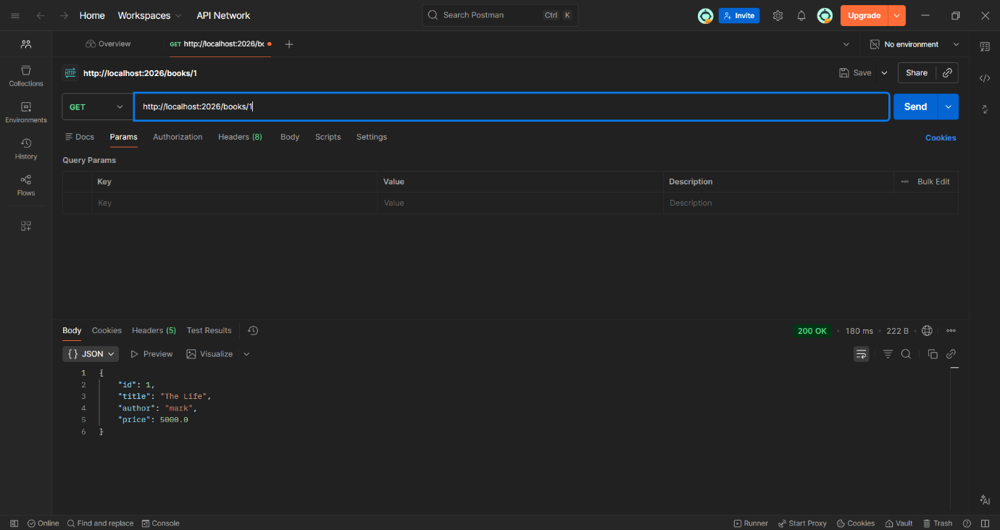 Home Workspaces API Network Search Postman Ctrl K Invite Upgrade
Overview GET http://localhost:2026/bo No environment
HTTP http://localhost:2026/books/1 Save Share
GET http://localhost:2026/books/1 Send
Docs Params Authorization Headers (8) Body Scripts Settings Cookies
Query Params
Key Value Description Bulk Edit
Key Value Description
Collections
Environments
History
Flows
Body Cookies Headers (5) Test Results 200 OK • 180 ms • 222 B •
{} JSON Preview Visualize
1 {
2 "id": 1,
3 "title": "The Life",
4 "author": "mark",
5 "price": 5000.0
6 }
AI
Online Find and replace Console Runner Start Proxy Cookies Vault Trash